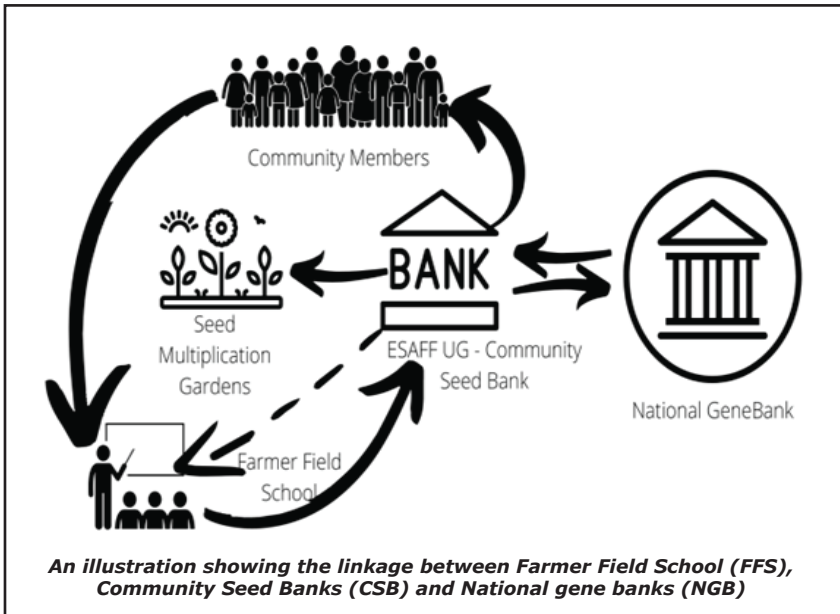 Community Members
BANK
Seed
Multiplication
Gardens
ESAFF UG - Community
Seed Bank
National GeneBank
Farmer Field
School
An illustration showing the linkage between Farmer Field School (FFS),
Community Seed Banks (CSB) and National gene banks (NGB)